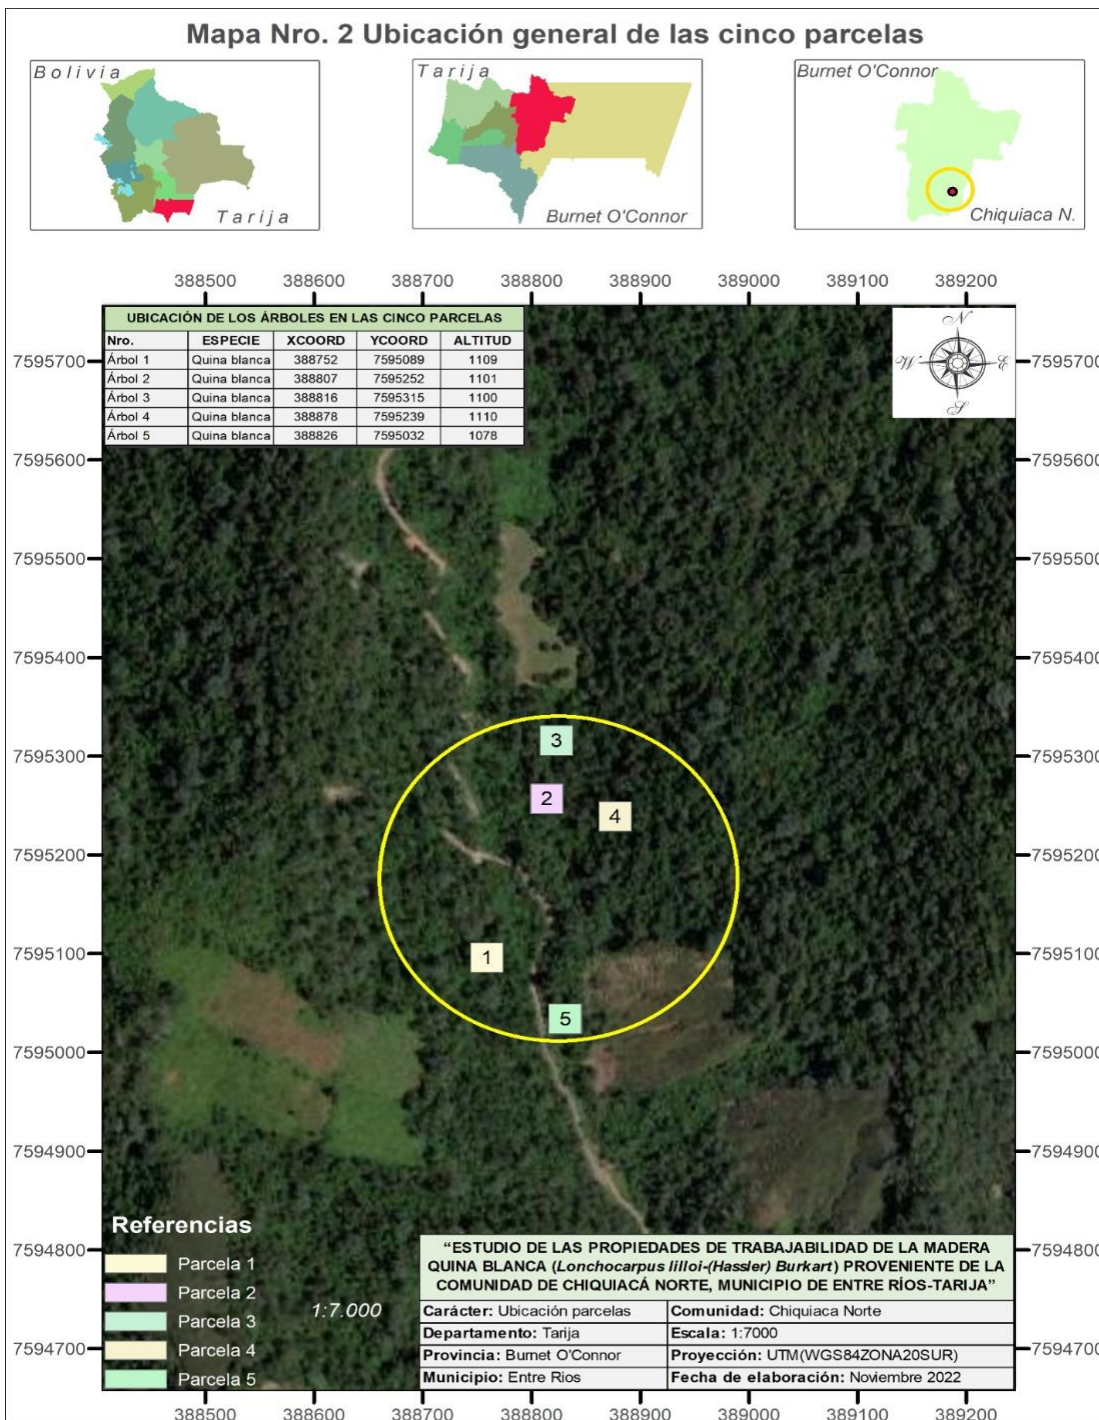 Mapa Nro. 2 Ubicación general de las cinco parcelas
Bolivia
Tarija
Tarija
Burnet O'Connor
Burnet O'Connor
Chiquiaca N.
388500 388600 388700 388800 388900 389000 389100 389200
UBICACIÓN DE LOS ÁRBOLES EN LAS CINCO PARCELAS
Nro. ESPECIE XCOORD YCOORD ALTITUD
Árbol 1 Quina blanca 388752 7595089 1109
Árbol 2 Quina blanca 388807 7595252 1101
Árbol 3 Quina blanca 388816 7595315 1100
Árbol 4 Quina blanca 388878 7595239 1110
Árbol 5 Quina blanca 388826 7595032 1078
N
W E
S
7595700 7595700
7595600 7595600
7595500 7595500
7595400 7595400
7595300 7595300
7595200 7595200
7595100 7595100
7595000 7595000
7594900 7594900
7594800 7594800
7594700 7594700
3
2
4
1
5
Referencias
Parcela 1
Parcela 2
Parcela 3
Parcela 4
Parcela 5
1:7.000
“ESTUDIO DE LAS PROPIEDADES DE TRABAJABILIDAD DE LA MADERA
QUINA BLANCA (Lonchocarpus lilloi-(Hassler) Burkart) PROVENIENTE DE LA
COMUNIDAD DE CHIQUIACÁ NORTE, MUNICIPIO DE ENTRE RÍOS-TARIJA”
Carácter: Ubicación parcelas Comunidad: Chiquiaca Norte
Departamento: Tarija Escala: 1:7000
Provincia: Burnet O'Connor Proyección: UTM(WGS84ZONA20SUR)
Municipio: Entre Rios Fecha de elaboración: Noviembre 2022
388500 388600 388700 388800 388900 389000 389100 389200